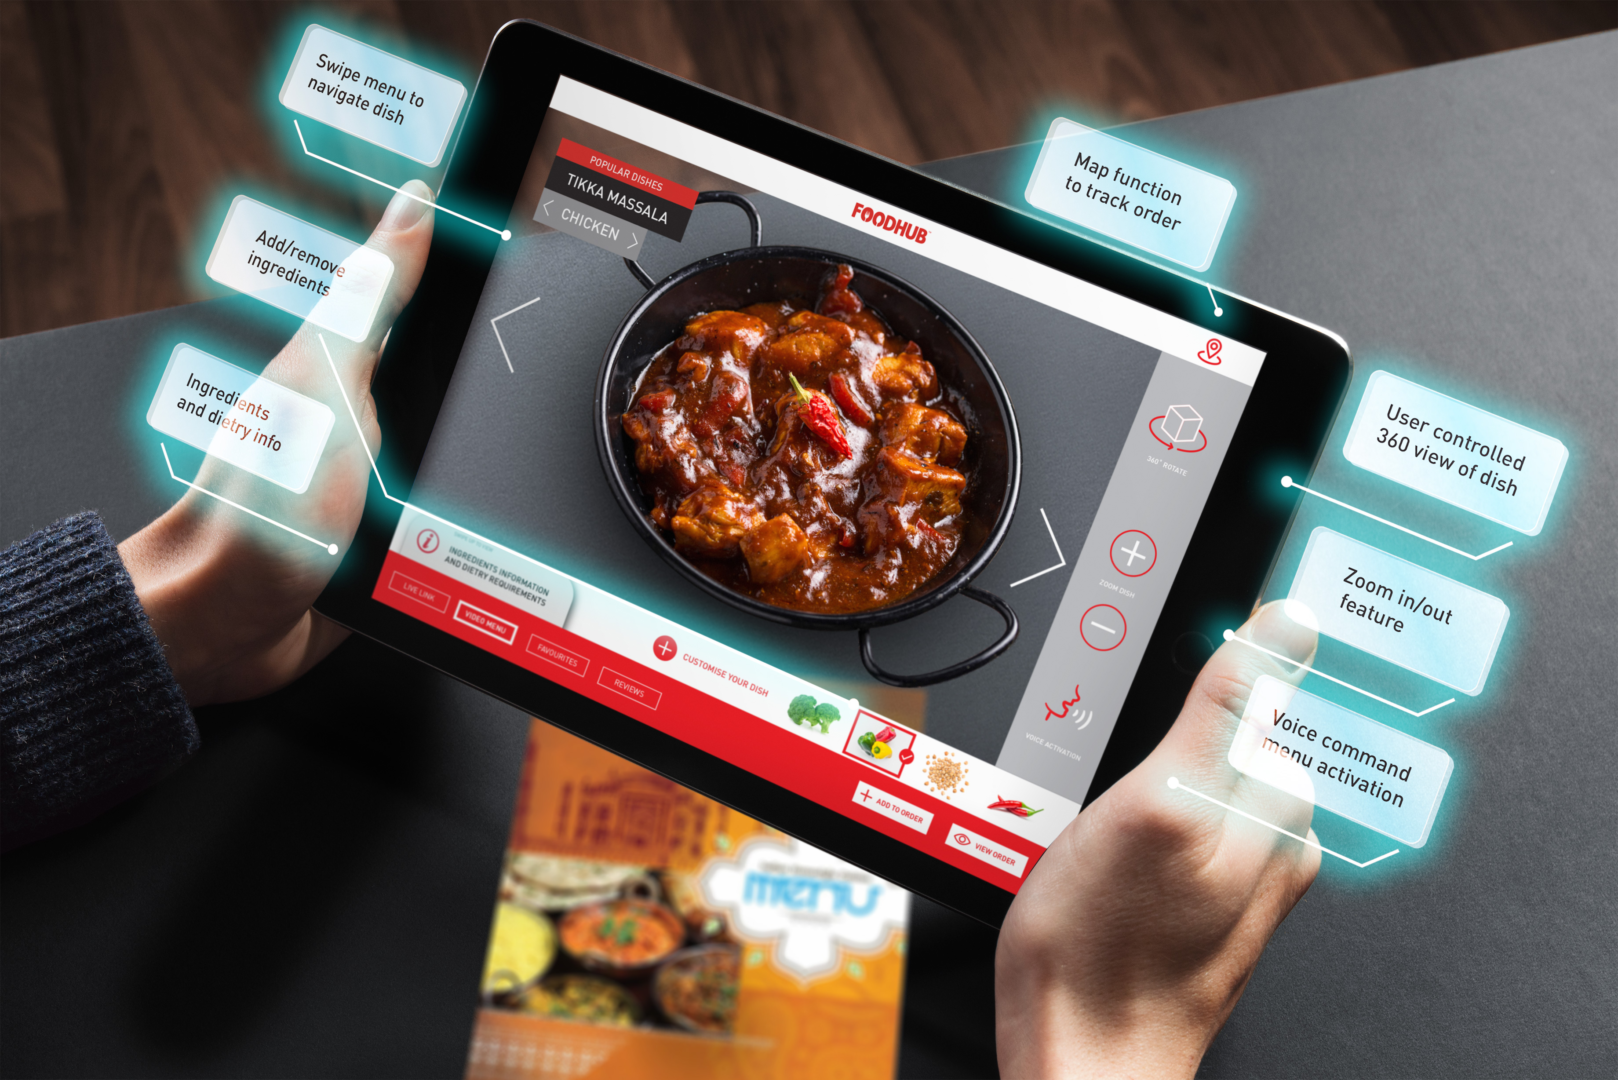 Swipe menu to
navigate dish
Add/remove
ingredients
Ingredients
and dietry info
Map function
to track order
User controlled
360 view of dish
Zoom in/out
feature
Voice command
menu activation
FOODHUB
POPULAR DISHES
TIKKA MASSALA
CHICKEN
360° ROTATE
ZOOM DISH
VOICE ACTIVATION
INGREDIENTS INFORMATION
AND DIETRY REQUIREMENTS
LIVE LINK
VIDEO MENU
FAVOURITES
REVIEWS
CUSTOMISE YOUR DISH
ADD TO ORDER
VIEW ORDER
menu